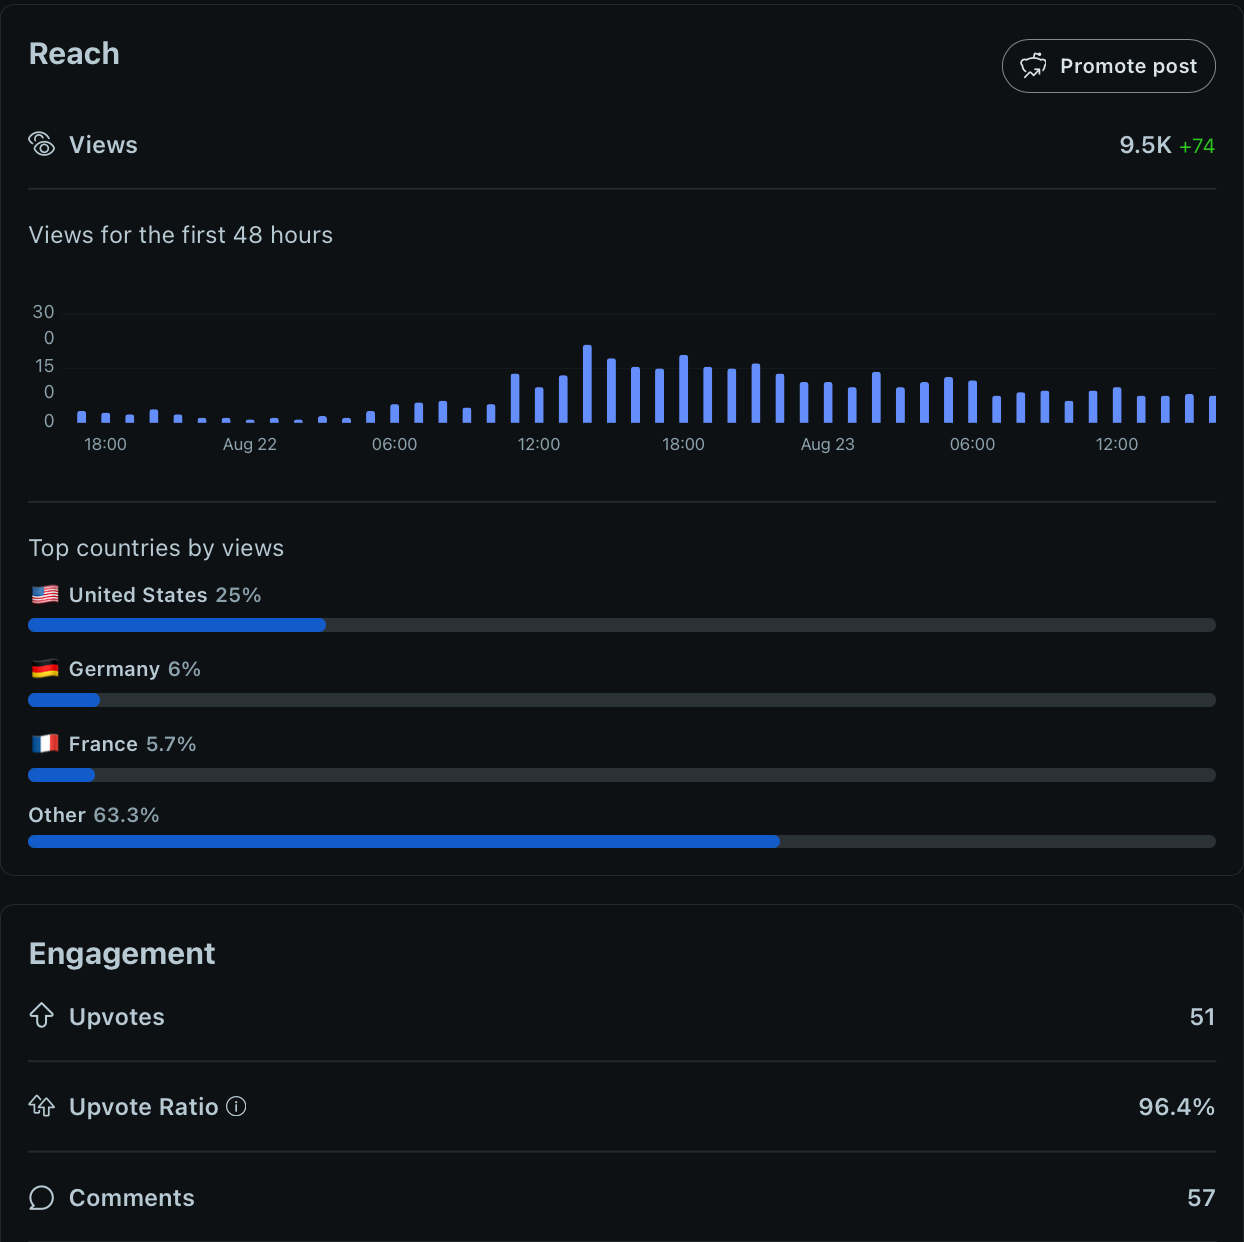 Reach
Promote post
Views
9.5K +74
Views for the first 48 hours
30
0
15
0
0
18:00 Aug 22 06:00 12:00 18:00 Aug 23 06:00 12:00
Top countries by views
United States 25%
Germany 6%
France 5.7%
Other 63.3%
Engagement
Upvotes 51
Upvote Ratio 96.4%
Comments 57